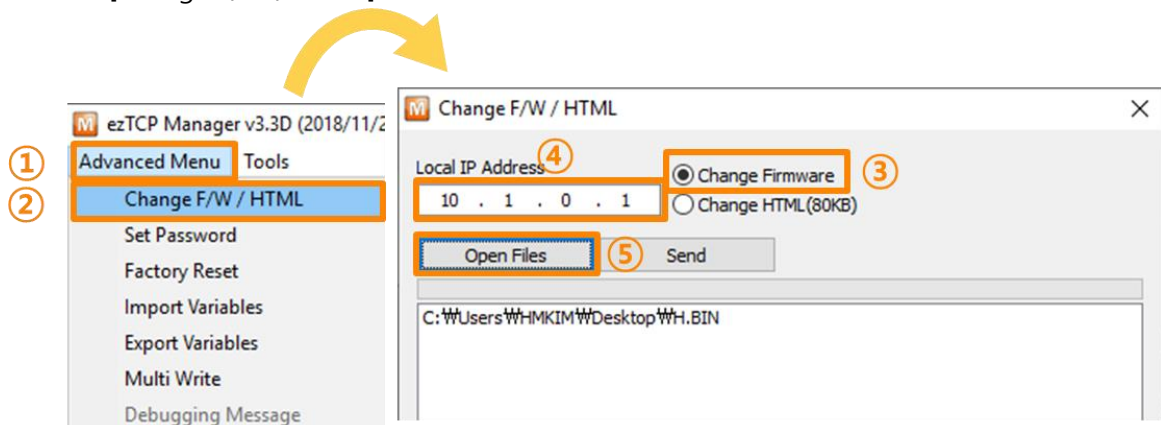 ezTCP Manager v3.3D (2018/11/2
① Advanced Menu Tools
② Change F/W / HTML
Set Password
Factory Reset
Import Variables
Export Variables
Multi Write
Debugging Message
M Change F/W / HTML
Local IP Address ④
Change Firmware ③
10 . 1 . 0 . 1
Change HTML(80KB)
Open Files ⑤ Send
C:₩Users₩HMKIM₩Desktop₩H.BIN